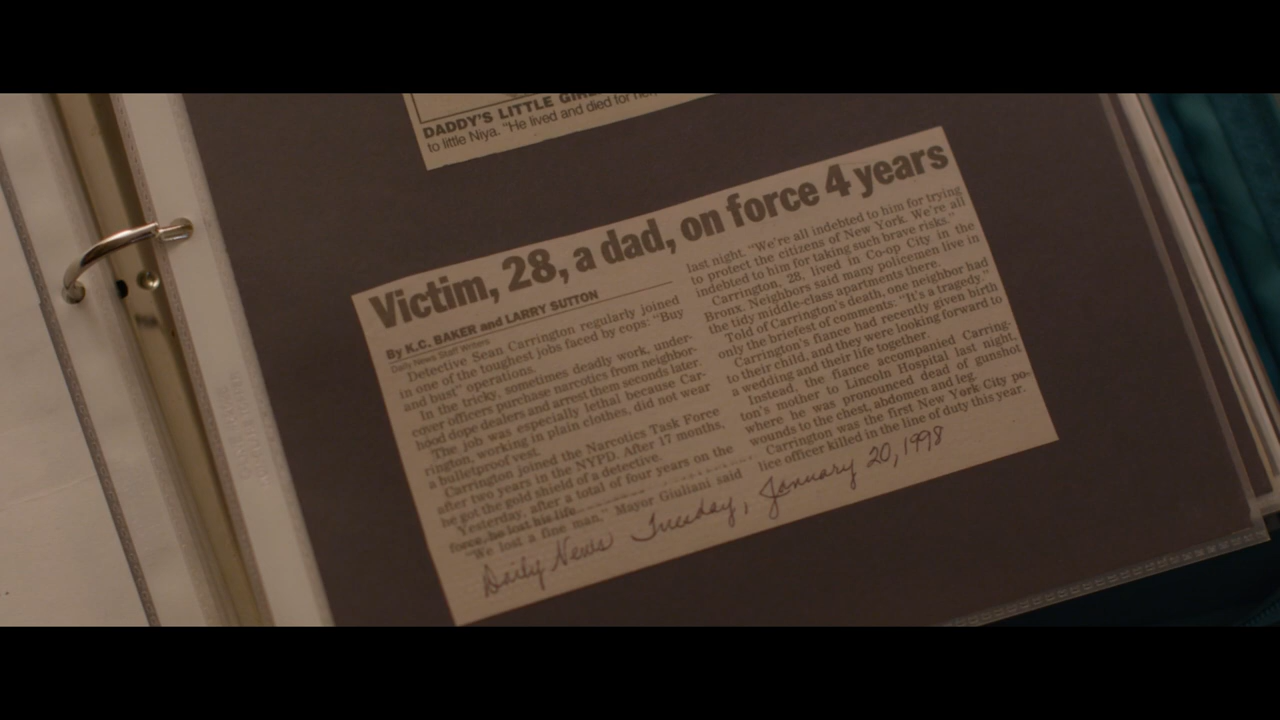 DADDY'S LITTLE GIRL
to little Niya. "He lived and died for her
Victim, 28, a dad, on force 4 years
By K.C. BAKER and LARRY SUTTON
Daily News Staff Writers
Detective Sean Carrington regularly joined
in one of the toughest jobs faced by cops: "Buy
and bust" operations.
In the tricky, sometimes deadly work, under-
cover officers purchase narcotics from neighbor-
hood dope dealers and arrest them seconds later.
The job was especially lethal because Car-
rington, working in plain clothes, did not wear
a bulletproof vest.
Carrington joined the Narcotics Task Force
after two years in the NYPD. After 17 months,
he got the gold shield of a detective.
Yesterday, after a total of four years on the
force, he lost his life.
"We lost a fine man," Mayor Giuliani said
last night. "We're all indebted to him for trying
to protect the citizens of New York. We're all
indebted to him for taking such brave risks."
Carrington, 28, lived in Co-op City in the
Bronx. Neighbors said many policemen live in
the tidy middle-class apartments there.
Told of Carrington's death, one neighbor had
only the briefest of comments: "It's a tragedy."
Carrington's fiance had recently given birth
to their child, and they were looking forward to
a wedding and their life together.
Instead, the fiance accompanied Carring-
ton's mother to Lincoln Hospital last night,
where he was pronounced dead of gunshot
wounds to the chest, abdomen and leg.
Carrington was the first New York City po-
lice officer killed in the line of duty this year.
Daily News Tuesday, January 20, 1998